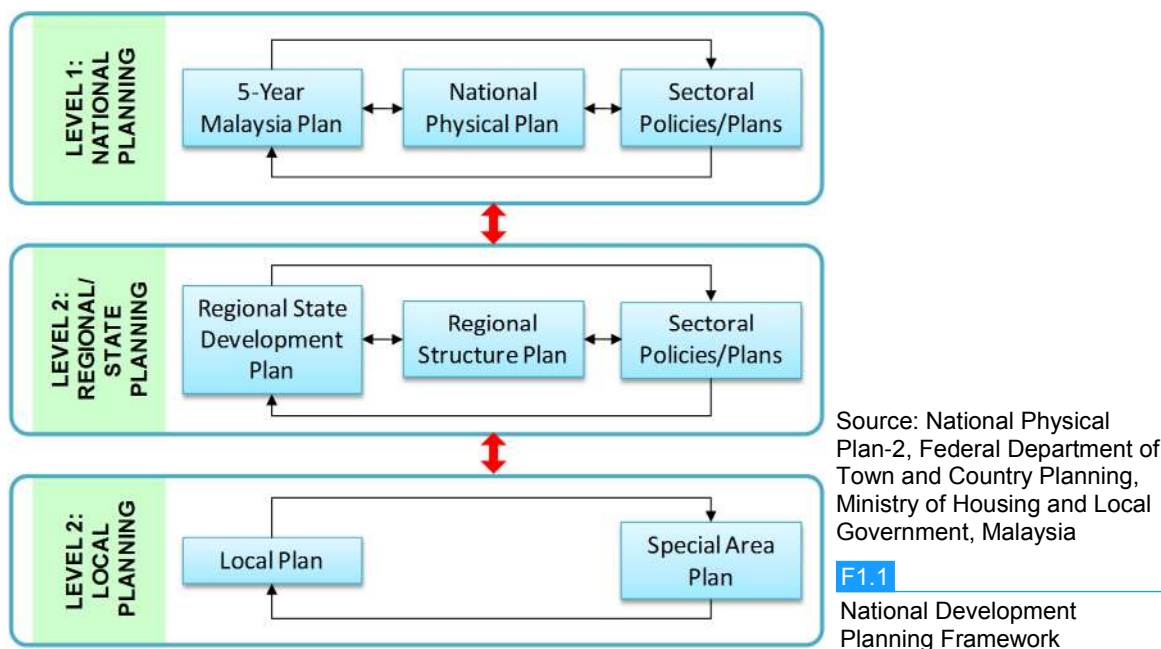 LEVEL 1:
NATIONAL
PLANNING
5-Year
Malaysia Plan
National
Physical Plan
Sectoral
Policies/Plans
LEVEL 2:
REGIONAL/
STATE
PLANNING
Regional State
Development
Plan
Regional
Structure Plan
Sectoral
Policies/Plans
LEVEL 2:
LOCAL
PLANNING
Local Plan
Special Area
Plan
Source: National Physical
Plan-2, Federal Department of
Town and Country Planning,
Ministry of Housing and Local
Government, Malaysia
F1.1
National Development
Planning Framework